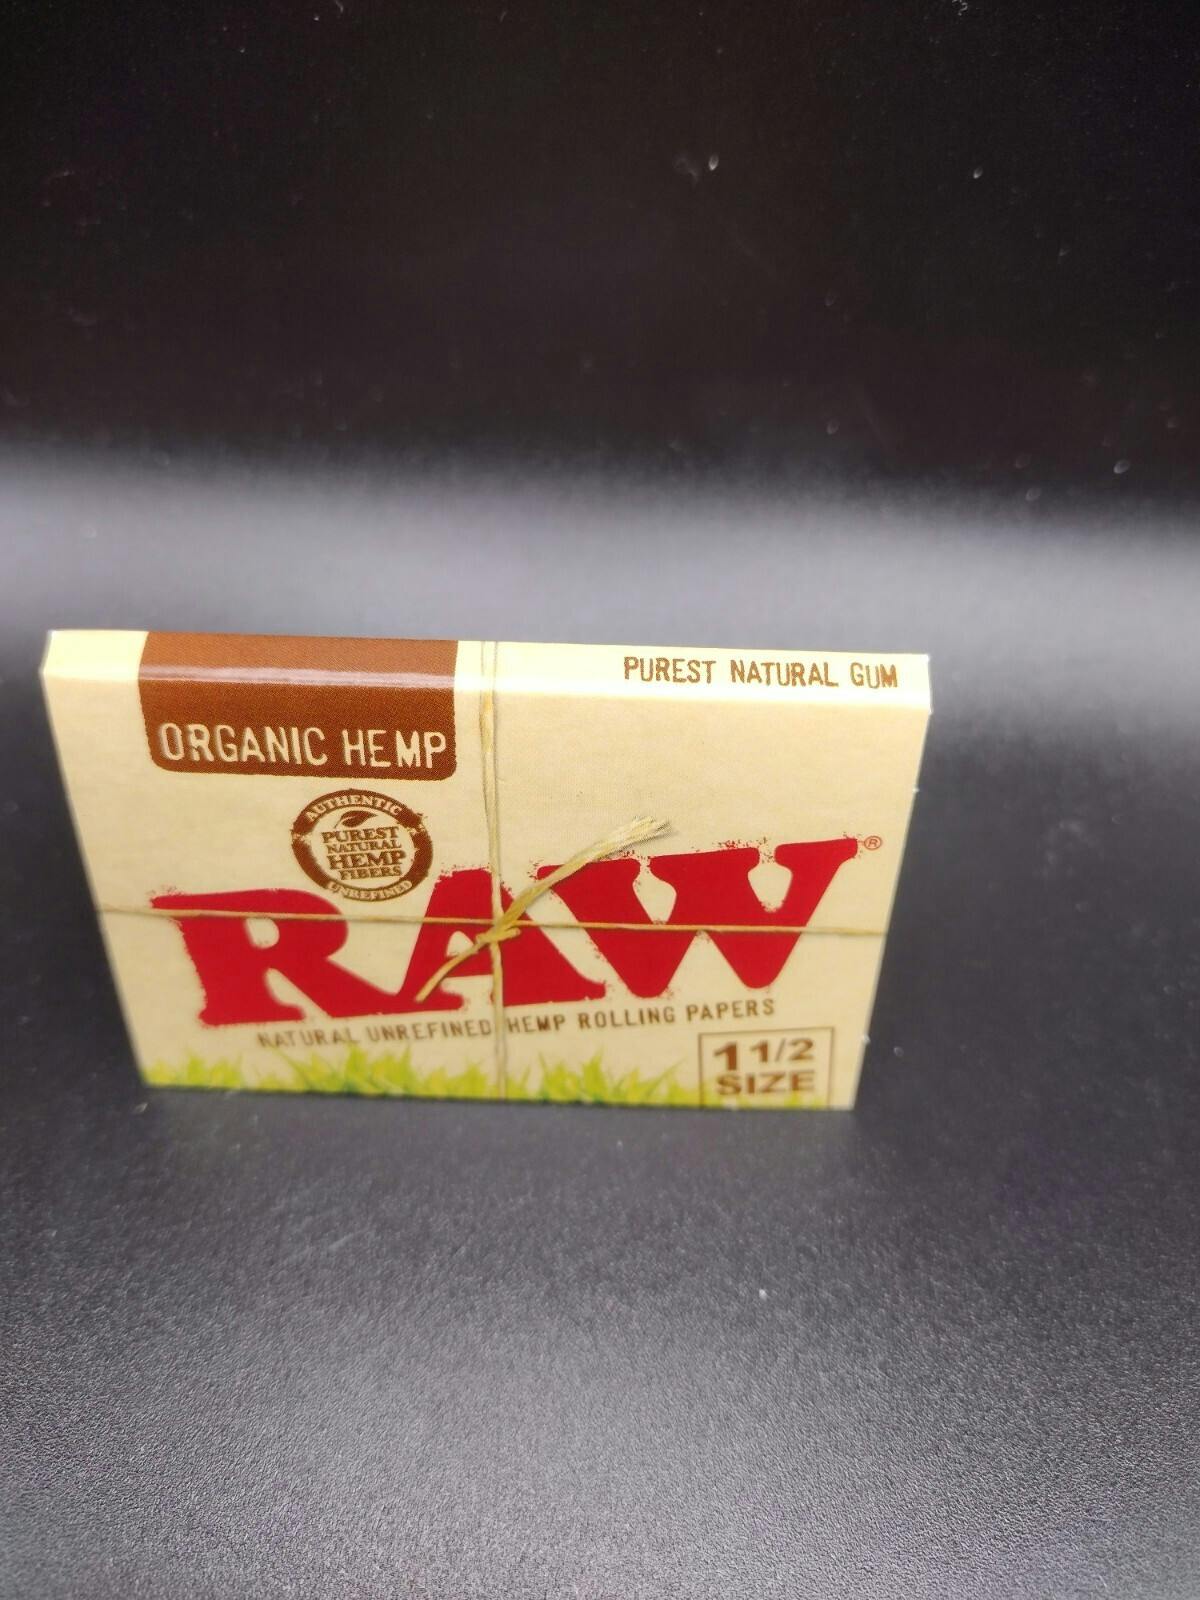 PUREST NATURAL GUM
ORGANIC HEMP
AUTHENTIC
PUREST
NATURAL
HEMP
FIBERS
UNREFINED
RAW®
NATURAL UNREFINED HEMP ROLLING PAPERS
1 1/2
SIZE